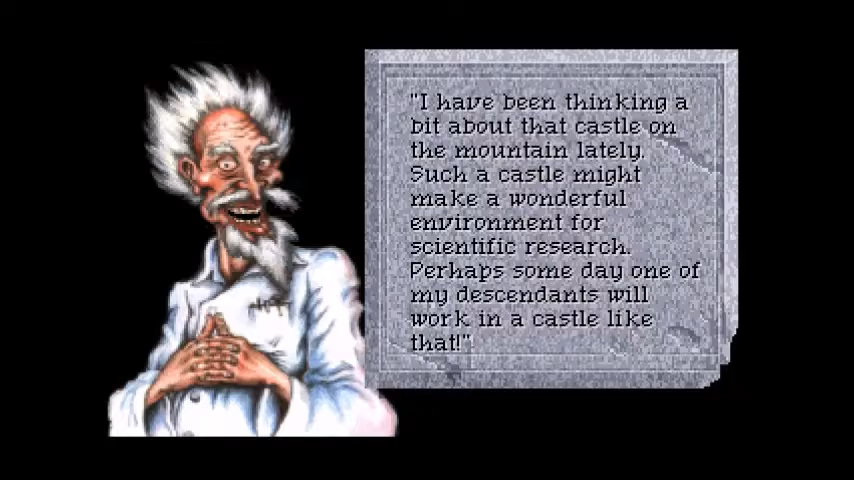 "I have been thinking a
bit about that castle on
the mountain lately.
Such a castle might
make a wonderful
environment for
scientific research.
Perhaps some day one of
my descendants will
work in a castle like
that!"